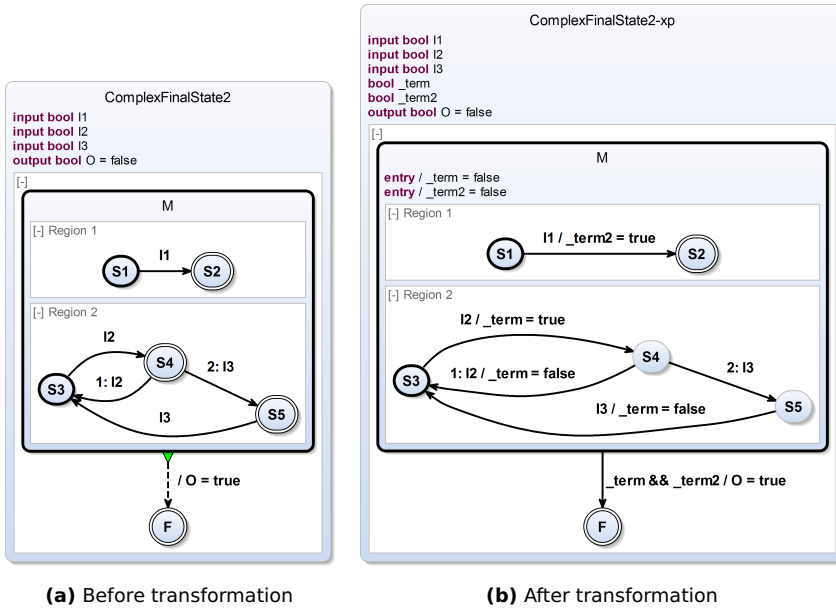 ComplexFinalState2
input bool I1
input bool I2
input bool I3
output bool O = false
[-]
M
[-] Region 1
I1
S1
S2
[-] Region 2
I2
S4
1: I2
2: I3
S3
I3
S5
/ O = true
F
(a) Before transformation
ComplexFinalState2-xp
input bool I1
input bool I2
input bool I3
bool _term
bool _term2
output bool O = false
[-]
M
entry / _term = false
entry / _term2 = false
[-] Region 1
I1 / _term2 = true
S1
S2
[-] Region 2
I2 / _term = true
S4
1: I2 / _term = false
2: I3
S3
I3 / _term = false
S5
_term && _term2 / O = true
F
(b) After transformation